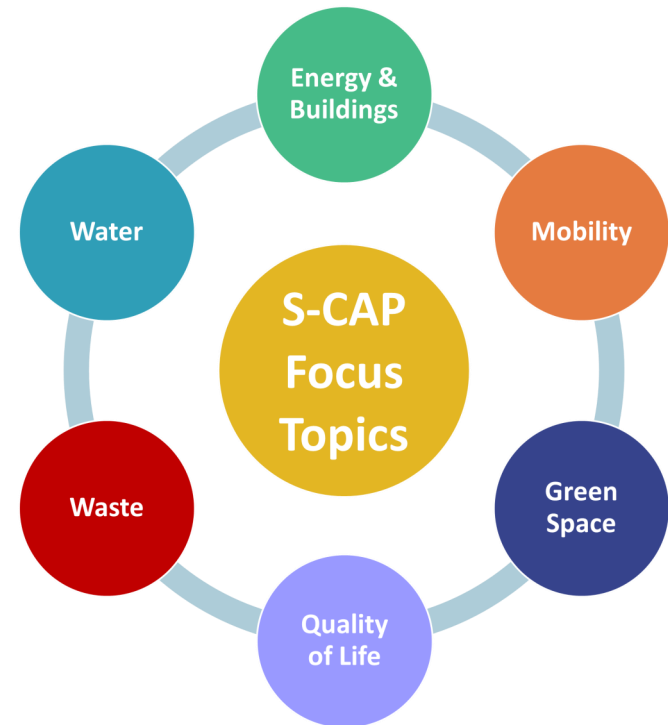 Energy &
Buildings
Water
Mobility
S-CAP
Focus
Topics
Waste
Green
Space
Quality
of Life